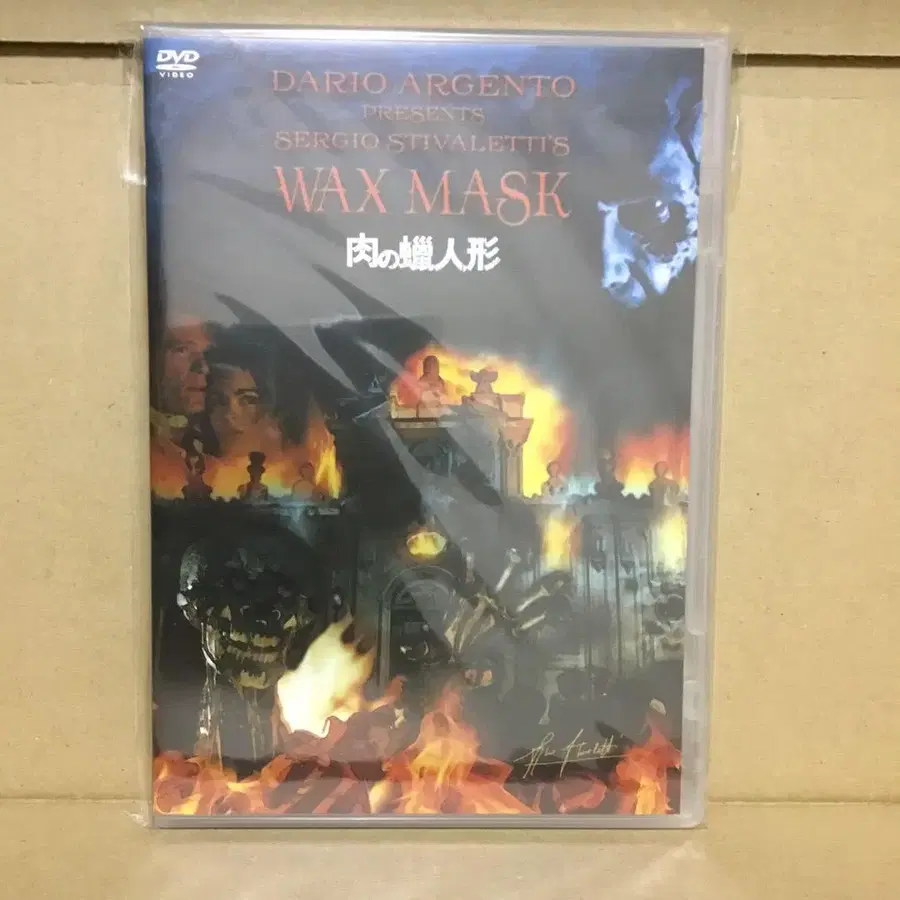 DVD
VIDEO
DARIO ARGENTO
PRESENTS
SERGIO STIVALETTI'S
WAX MASK
肉の蠟人形